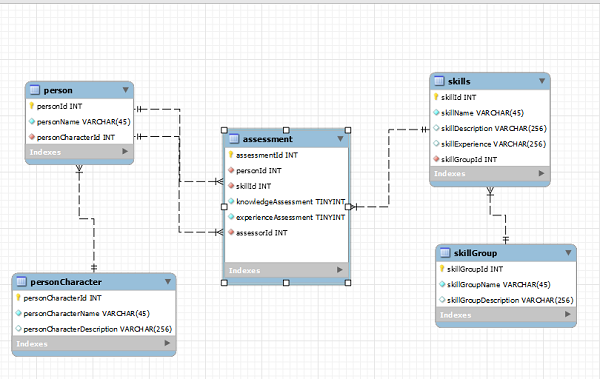 person
personId INT
personName VARCHAR(45)
personCharacterId INT
Indexes
assessment
assessmentId INT
personId INT
skillId INT
knowledgeAssessment TINYINT
experienceAssessment TINYINT
assessorId INT
Indexes
skills
skillId INT
skillName VARCHAR(45)
skillDescription VARCHAR(256)
skillExperience VARCHAR(256)
skillGroupId INT
Indexes
personCharacter
personCharacterId INT
personCharacterName VARCHAR(45)
personCharacterDescription VARCHAR(256)
Indexes
skillGroup
skillGroupId INT
skillGroupName VARCHAR(45)
skillGroupDescription VARCHAR(256)
Indexes